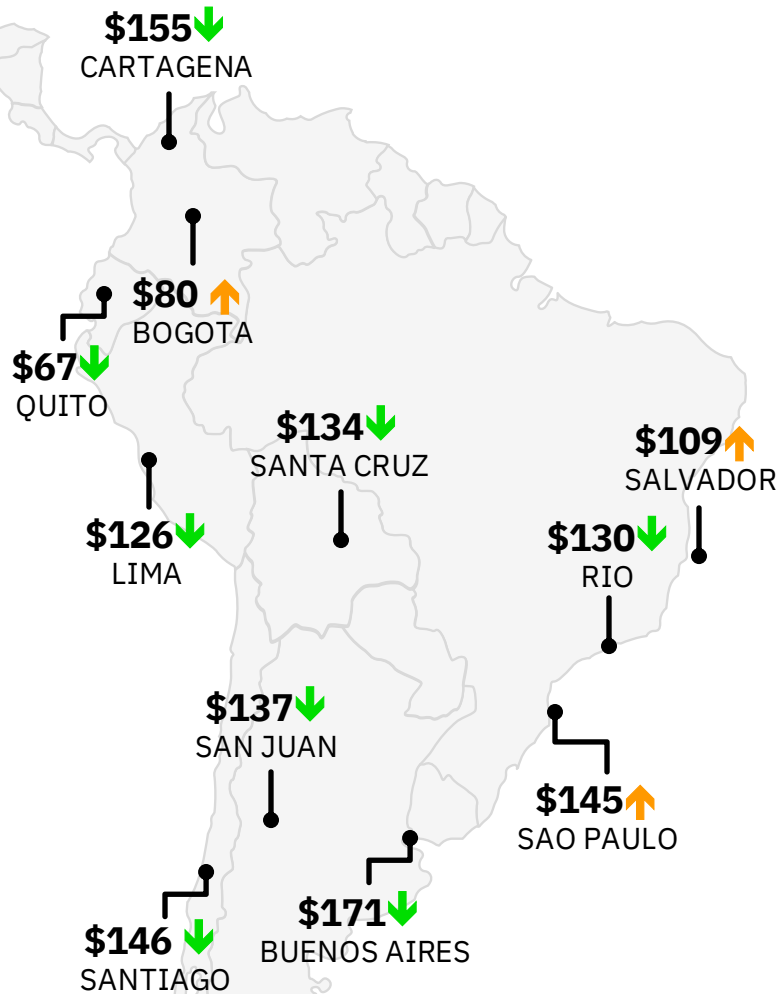 $155
CARTAGENA
$80
BOGOTA
$67
QUITO
$134
SANTA CRUZ
$109
SALVADOR
$126
LIMA
$130
RIO
$137
SAN JUAN
$145
SAO PAULO
$171
BUENOS AIRES
$146
SANTIAGO